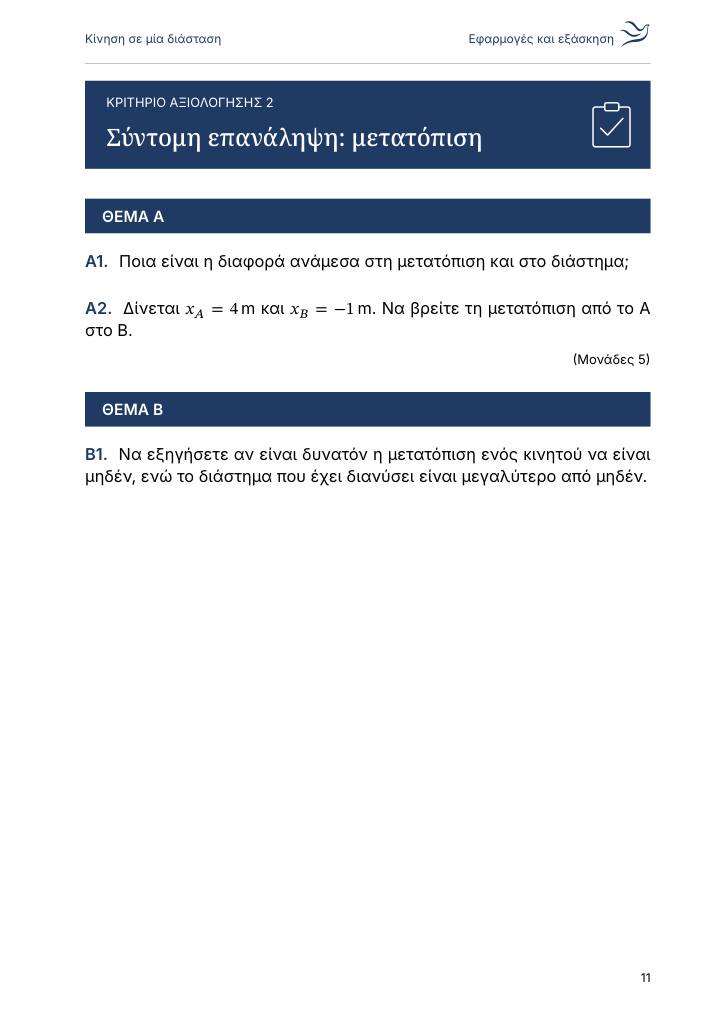 Κίνηση σε μία διάσταση
Εφαρμογές και εξάσκηση
ΚΡΙΤΗΡΙΟ ΑΞΙΟΛΟΓΗΣΗΣ 2
Σύντομη επανάληψη: μετατόπιση
ΘΕΜΑ Α
Α1. Ποια είναι η διαφορά ανάμεσα στη μετατόπιση και στο διάστημα;
Α2. Δίνεται $x_A = 4\,\mathrm{m}$ και $x_B = -1\,\mathrm{m}$. Να βρείτε τη μετατόπιση από το Α
στο Β.
(Μονάδες 5)
ΘΕΜΑ Β
Β1. Να εξηγήσετε αν είναι δυνατόν η μετατόπιση ενός κινητού να είναι
μηδέν, ενώ το διάστημα που έχει διανύσει είναι μεγαλύτερο από μηδέν.
11